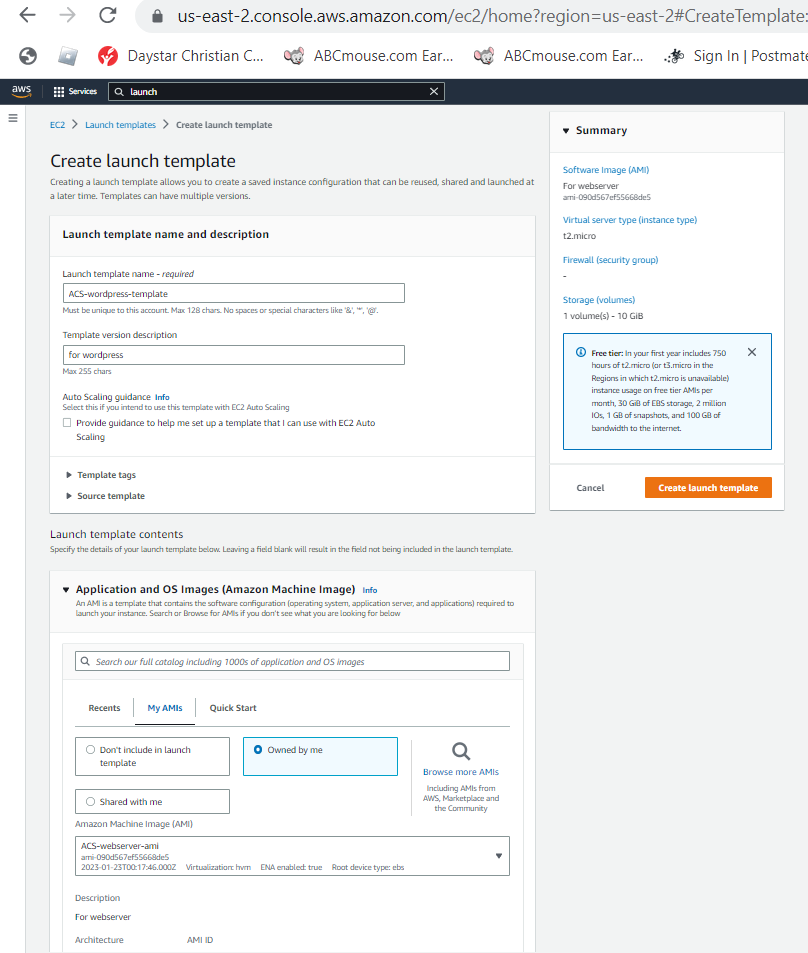 us-east-2.console.aws.amazon.com/ec2/home?region=us-east-2#CreateTemplate:
Daystar Christian C...
ABCmouse.com Ear...
ABCmouse.com Ear...
Sign In | Postmate
aws
Services
launch
EC2 > Launch templates > Create launch template
Create launch template
Creating a launch template allows you to create a saved instance configuration that can be reused, shared and launched at
a later time. Templates can have multiple versions.
Launch template name and description
Launch template name - required
ACS-wordpress-template
Must be unique to this account. Max 128 chars. No spaces or special characters like '&', '*', '@'.
Template version description
for wordpress
Max 255 chars
Auto Scaling guidance Info
Select this if you intend to use this template with EC2 Auto Scaling
Provide guidance to help me set up a template that I can use with EC2 Auto
Scaling
Template tags
Source template
Launch template contents
Specify the details of your launch template below. Leaving a field blank will result in the field not being included in the launch template.
Application and OS Images (Amazon Machine Image) Info
An AMI is a template that contains the software configuration (operating system, application server, and applications) required to
launch your instance. Search or Browse for AMIs if you don't see what you are looking for below
Search our full catalog including 1000s of application and OS images
Recents
My AMIs
Quick Start
Don't include in launch
template
Owned by me
Shared with me
Browse more AMIs
Including AMIs from
AWS, Marketplace and
the Community
Amazon Machine Image (AMI)
ACS-webserver-ami
ami-090d567ef55668de5
2023-01-23T00:17:46.000Z Virtualization: hvm ENA enabled: true Root device type: ebs
Description
For webserver
Architecture
AMI ID
Summary
Software Image (AMI)
For webserver
ami-090d567ef55668de5
Virtual server type (instance type)
t2.micro
Firewall (security group)
-
Storage (volumes)
1 volume(s) - 10 GiB
Free tier: In your first year includes 750
hours of t2.micro (or t3.micro in the
Regions in which t2.micro is unavailable)
instance usage on free tier AMIs per
month, 30 GiB of EBS storage, 2 million
IOs, 1 GB of snapshots, and 100 GB of
bandwidth to the internet.
Cancel
Create launch template